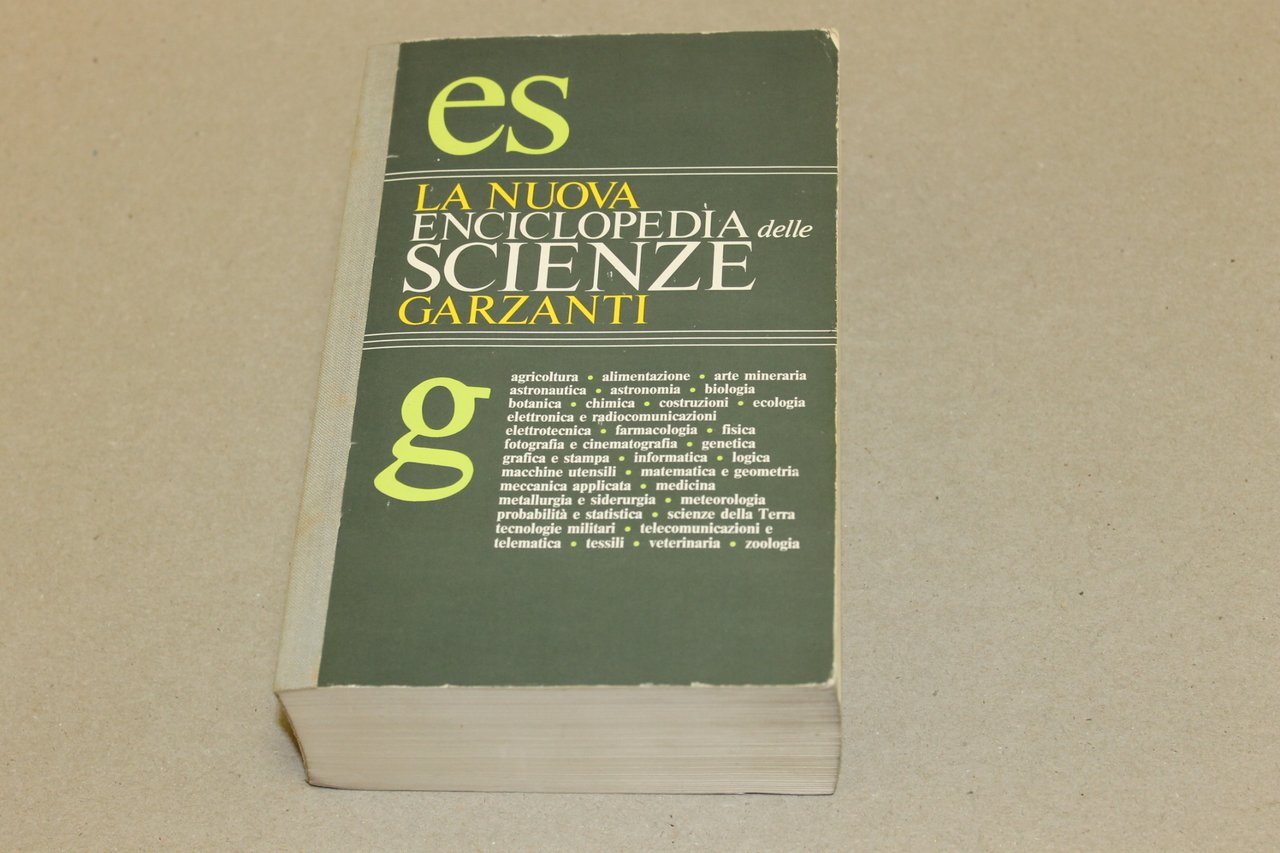 es
LA NUOVA
ENCICLOPEDIA delle
SCIENZE
GARZANTI
g
agricoltura • alimentazione • arte mineraria
astronautica • astronomia • biologia
botanica • chimica • costruzioni • ecologia
elettronica e radiocomunicazioni
elettrotecnica • farmacologia • fisica
fotografia e cinematografia • genetica
grafica e stampa • informatica • logica
macchine utensili • matematica e geometria
meccanica applicata • medicina
metallurgia e siderurgia • meteorologia
probabilità e statistica • scienze della Terra
tecnologie militari • telecomunicazioni e
telematica • tessili • veterinaria • zoologia